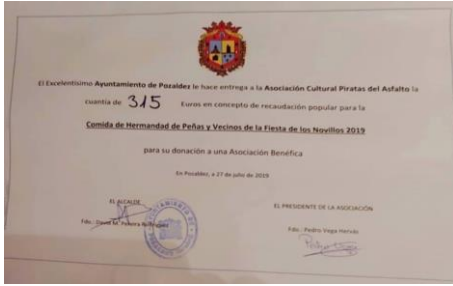 El Excelentísimo Ayuntamiento de Pozaldez le hace entrega a la Asociación Cultural Piratas del Asfalto la
cuantía de 315 Euros en concepto de recaudación popular para la
Comida de Hermandad de Peñas y Vecinos de la Fiesta de los Novillos 2019
para su donación a una Asociación Benéfica
En Pozaldez, a 27 de julio de 2019
EL ALCALDE
EL PRESIDENTE DE LA ASOCIACIÓN
Fdo.: David M. Rodríguez
Fdo.: Pedro Vega Hervás